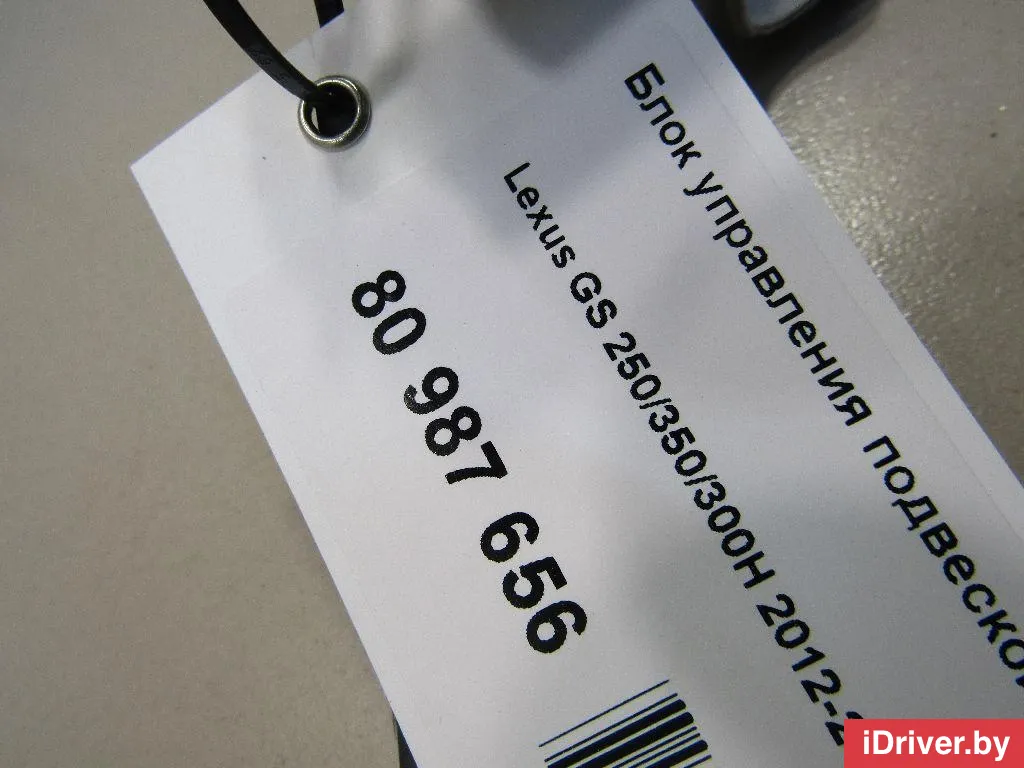 Блок управления подвеской
Lexus GS 250/350/300H 2012-2
80 987 656
iDriver.by